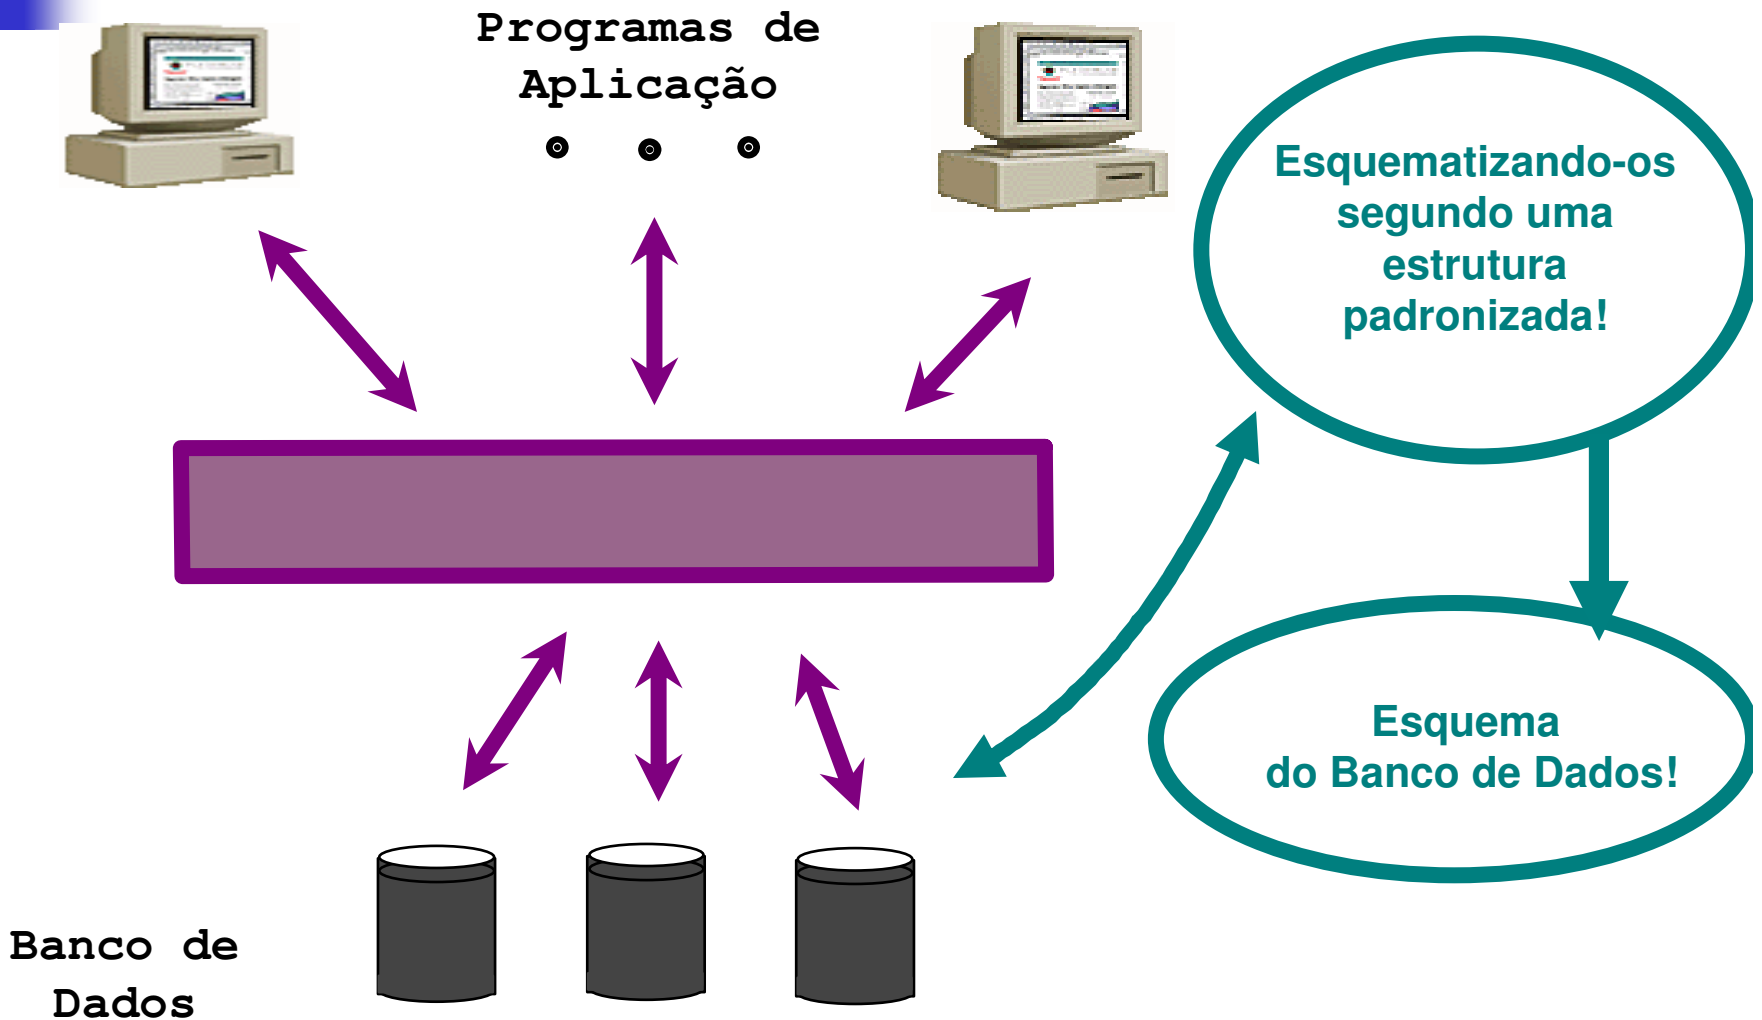 Programas de
Aplicação
Esquematizando-os
segundo uma
estrutura
padronizada!
Esquema
do Banco de Dados!
Banco de
Dados